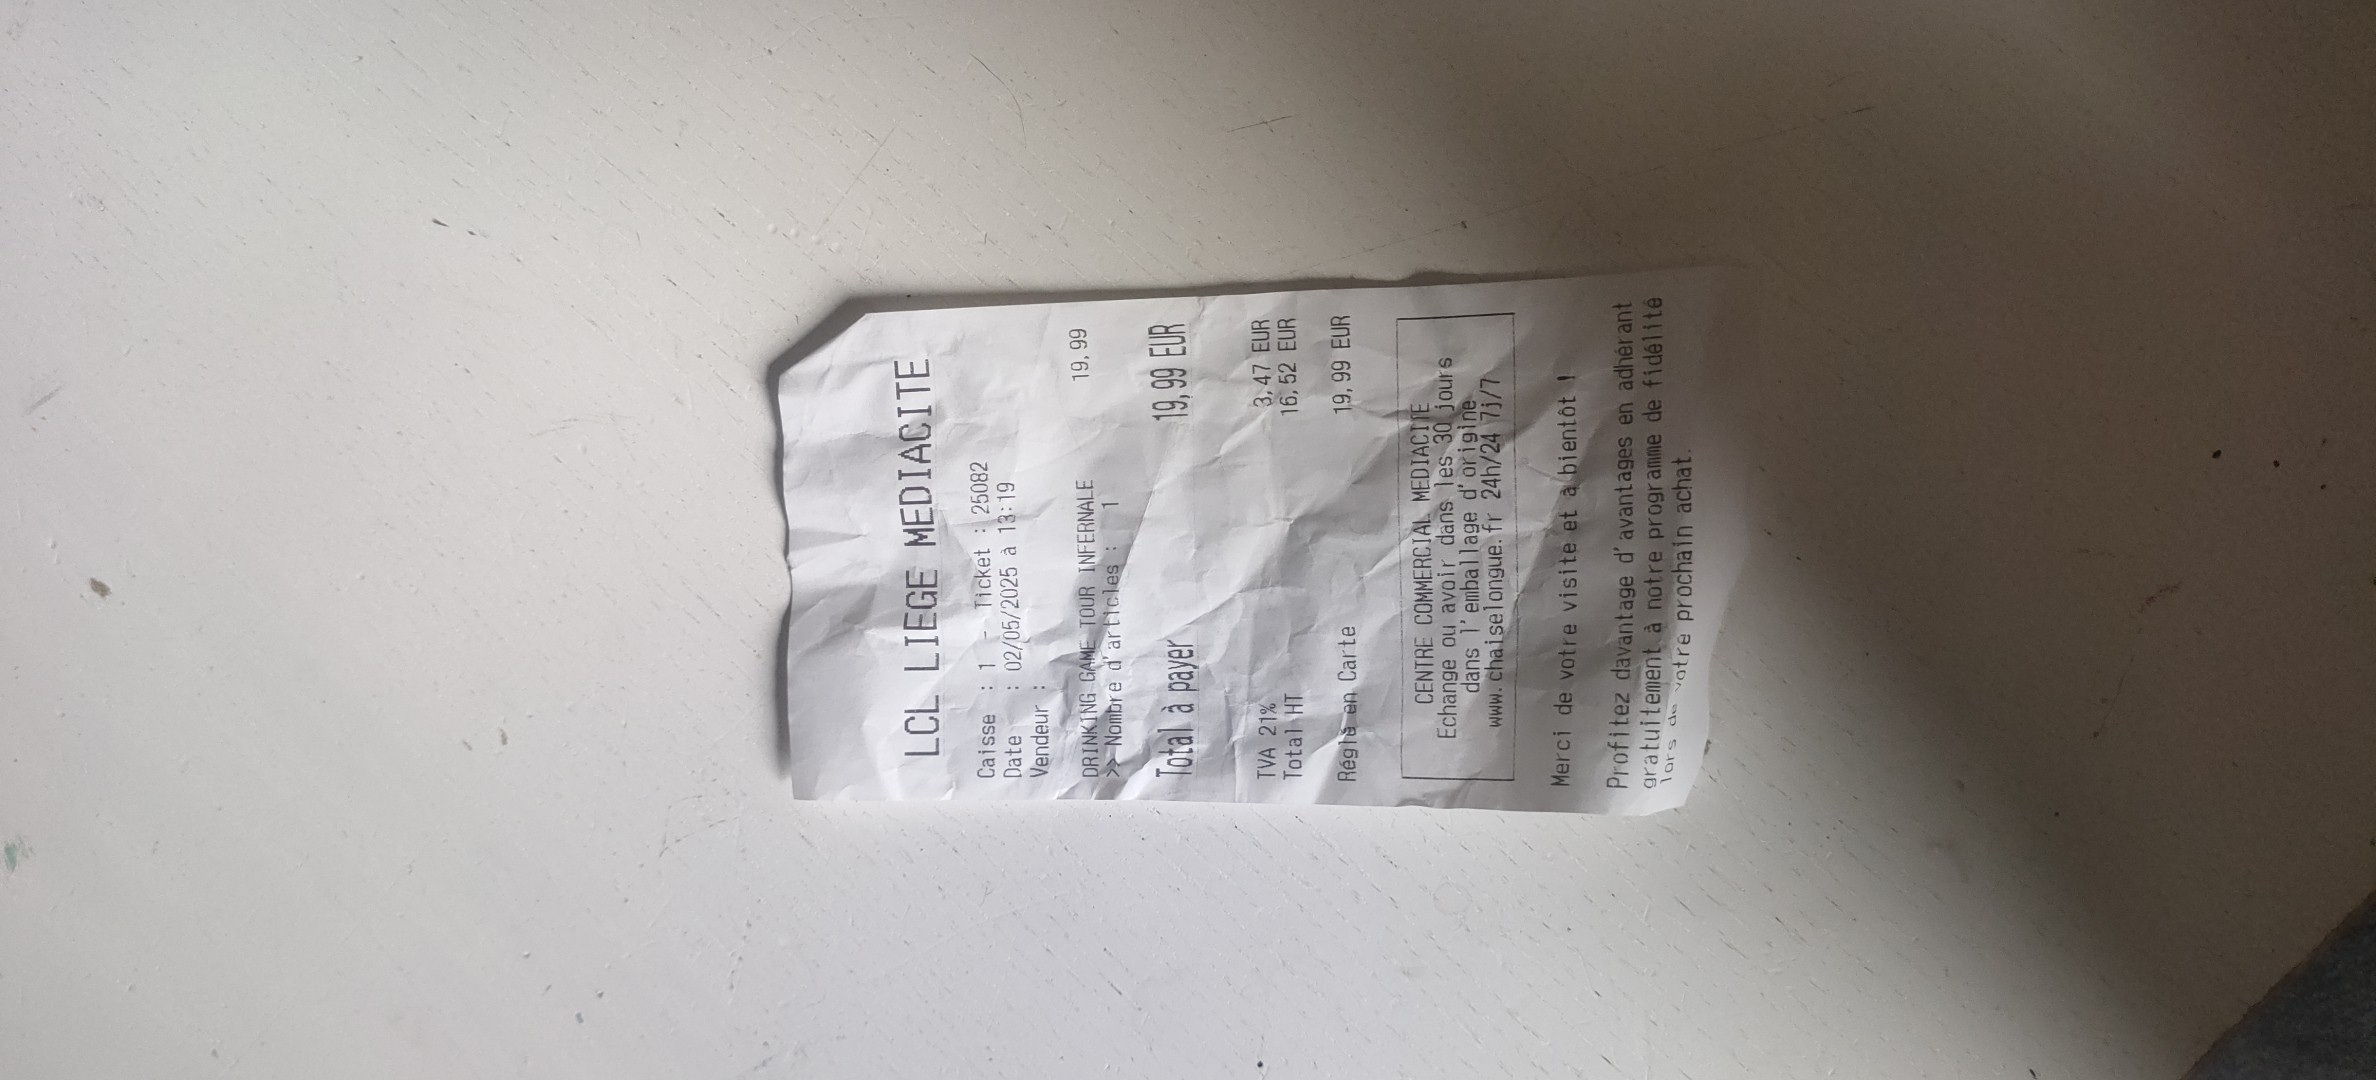 LCL LIEGE MEDIACITE
Caisse : 1 - Ticket : 25082
Date : 02/05/2025 à 13:19
Vendeur :
DRINKING GAME TOUR INFERNALE 19,99
>> Nombre d'articles : 1
Total à payer 19,99 EUR
TVA 21% 3,47 EUR
Total HT 16,52 EUR
Réglé en Carte 19,99 EUR
CENTRE COMMERCIAL MEDIACITE
Echange ou avoir dans les 30 jours
dans l'emballage d'origine
www.chaiselongue.fr 24h/24 7j/7
Merci de votre visite et à bientôt !
Profitez davantage d'avantages en adhérant
gratuitement à notre programme de fidélité
lors de votre prochain achat.